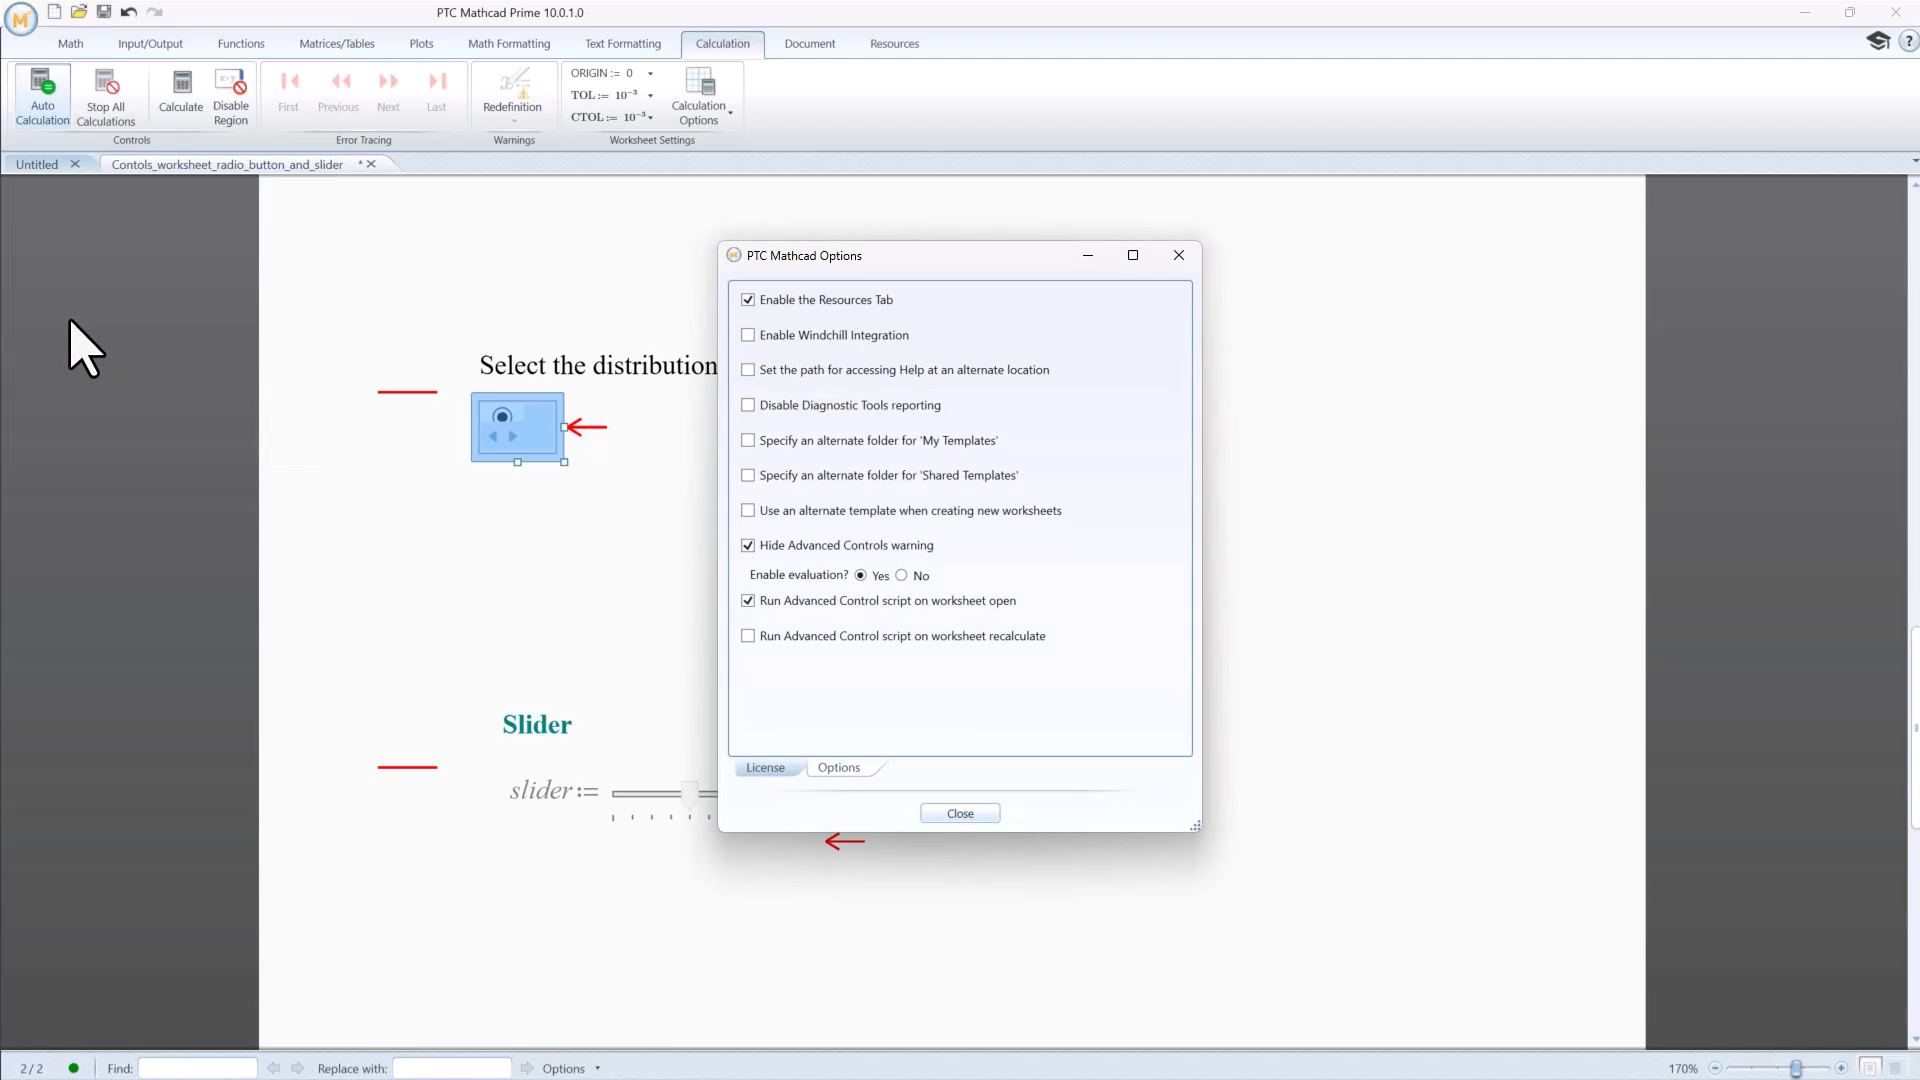 PTC Mathcad Prime 10.0.1.0
Math Input/Output Functions Matrices/Tables Plots Math Formatting Text Formatting Calculation Document Resources
Auto Calculation
Stop All Calculations
Calculate
Disable Region
First
Previous
Next
Last
Redefinition
ORIGIN := 0
TOL := 10⁻³
CTOL := 10⁻³
Calculation Options
Controls
Error Tracing
Warnings
Worksheet Settings
Untitled
Contols_worksheet_radio_button_and_slider *
PTC Mathcad Options
Enable the Resources Tab
Enable Windchill Integration
Set the path for accessing Help at an alternate location
Disable Diagnostic Tools reporting
Specify an alternate folder for 'My Templates'
Specify an alternate folder for 'Shared Templates'
Use an alternate template when creating new worksheets
Hide Advanced Controls warning
Enable evaluation? Yes No
Run Advanced Control script on worksheet open
Run Advanced Control script on worksheet recalculate
License Options
Close
Select the distribution
Slider
slider :=
2 / 2 Find: Replace with: Options 170%